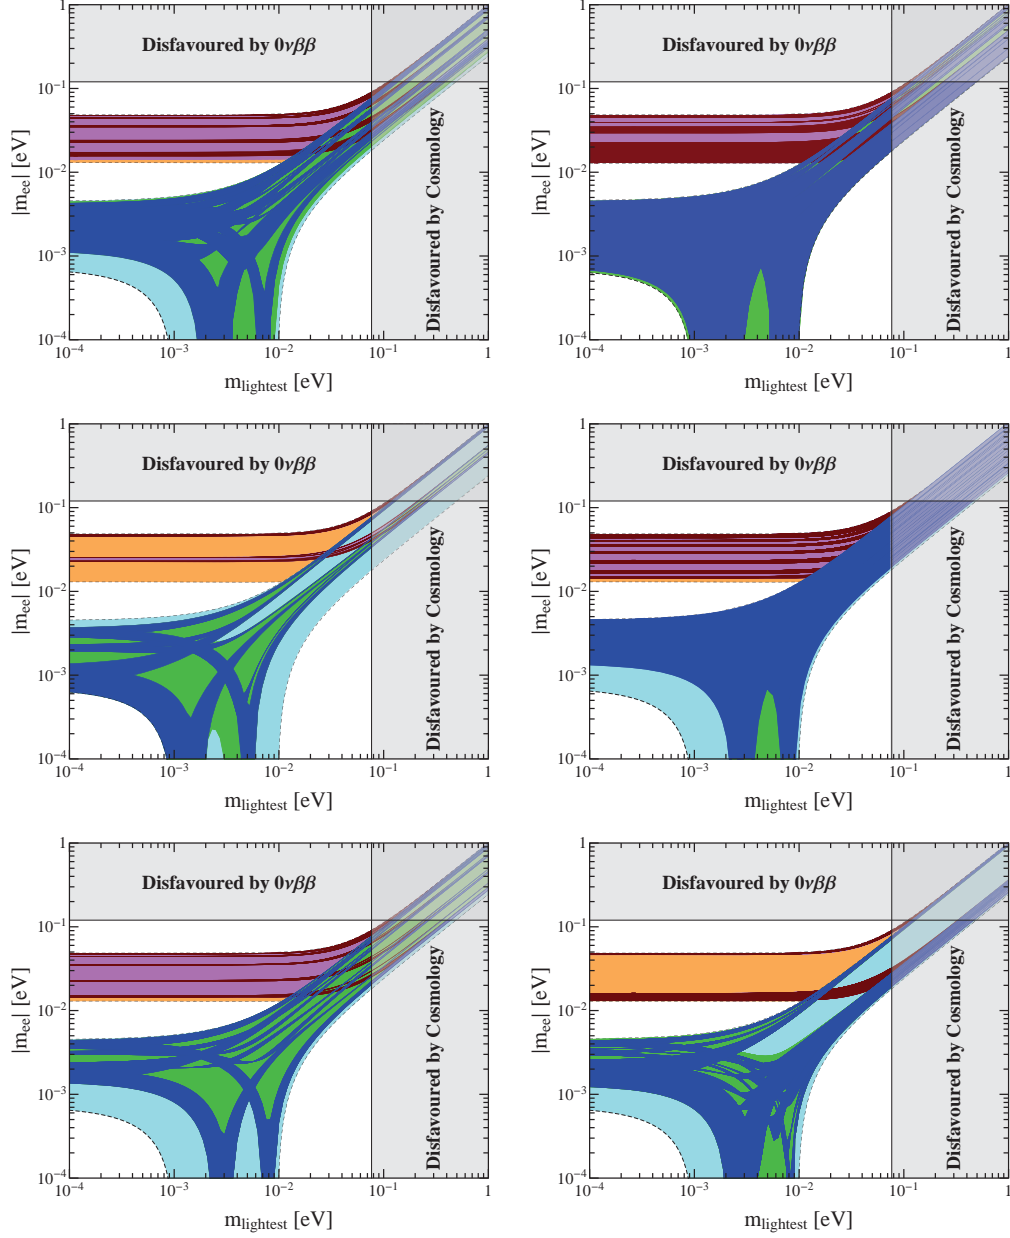 1
Disfavoured by 0νββ
10⁻¹
10⁻²
10⁻³
10⁻⁴
|mₑₑ| [eV]
Disfavoured by Cosmology
10⁻⁴ 10⁻³ 10⁻² 10⁻¹ 1
m_lightest [eV]
1
Disfavoured by 0νββ
10⁻¹
10⁻²
10⁻³
10⁻⁴
|mₑₑ| [eV]
Disfavoured by Cosmology
10⁻⁴ 10⁻³ 10⁻² 10⁻¹ 1
m_lightest [eV]
1
Disfavoured by 0νββ
10⁻¹
10⁻²
10⁻³
10⁻⁴
|mₑₑ| [eV]
Disfavoured by Cosmology
10⁻⁴ 10⁻³ 10⁻² 10⁻¹ 1
m_lightest [eV]
1
Disfavoured by 0νββ
10⁻¹
10⁻²
10⁻³
10⁻⁴
|mₑₑ| [eV]
Disfavoured by Cosmology
10⁻⁴ 10⁻³ 10⁻² 10⁻¹ 1
m_lightest [eV]
1
Disfavoured by 0νββ
10⁻¹
10⁻²
10⁻³
10⁻⁴
|mₑₑ| [eV]
Disfavoured by Cosmology
10⁻⁴ 10⁻³ 10⁻² 10⁻¹ 1
m_lightest [eV]
1
Disfavoured by 0νββ
10⁻¹
10⁻²
10⁻³
10⁻⁴
|mₑₑ| [eV]
Disfavoured by Cosmology
10⁻⁴ 10⁻³ 10⁻² 10⁻¹ 1
m_lightest [eV]